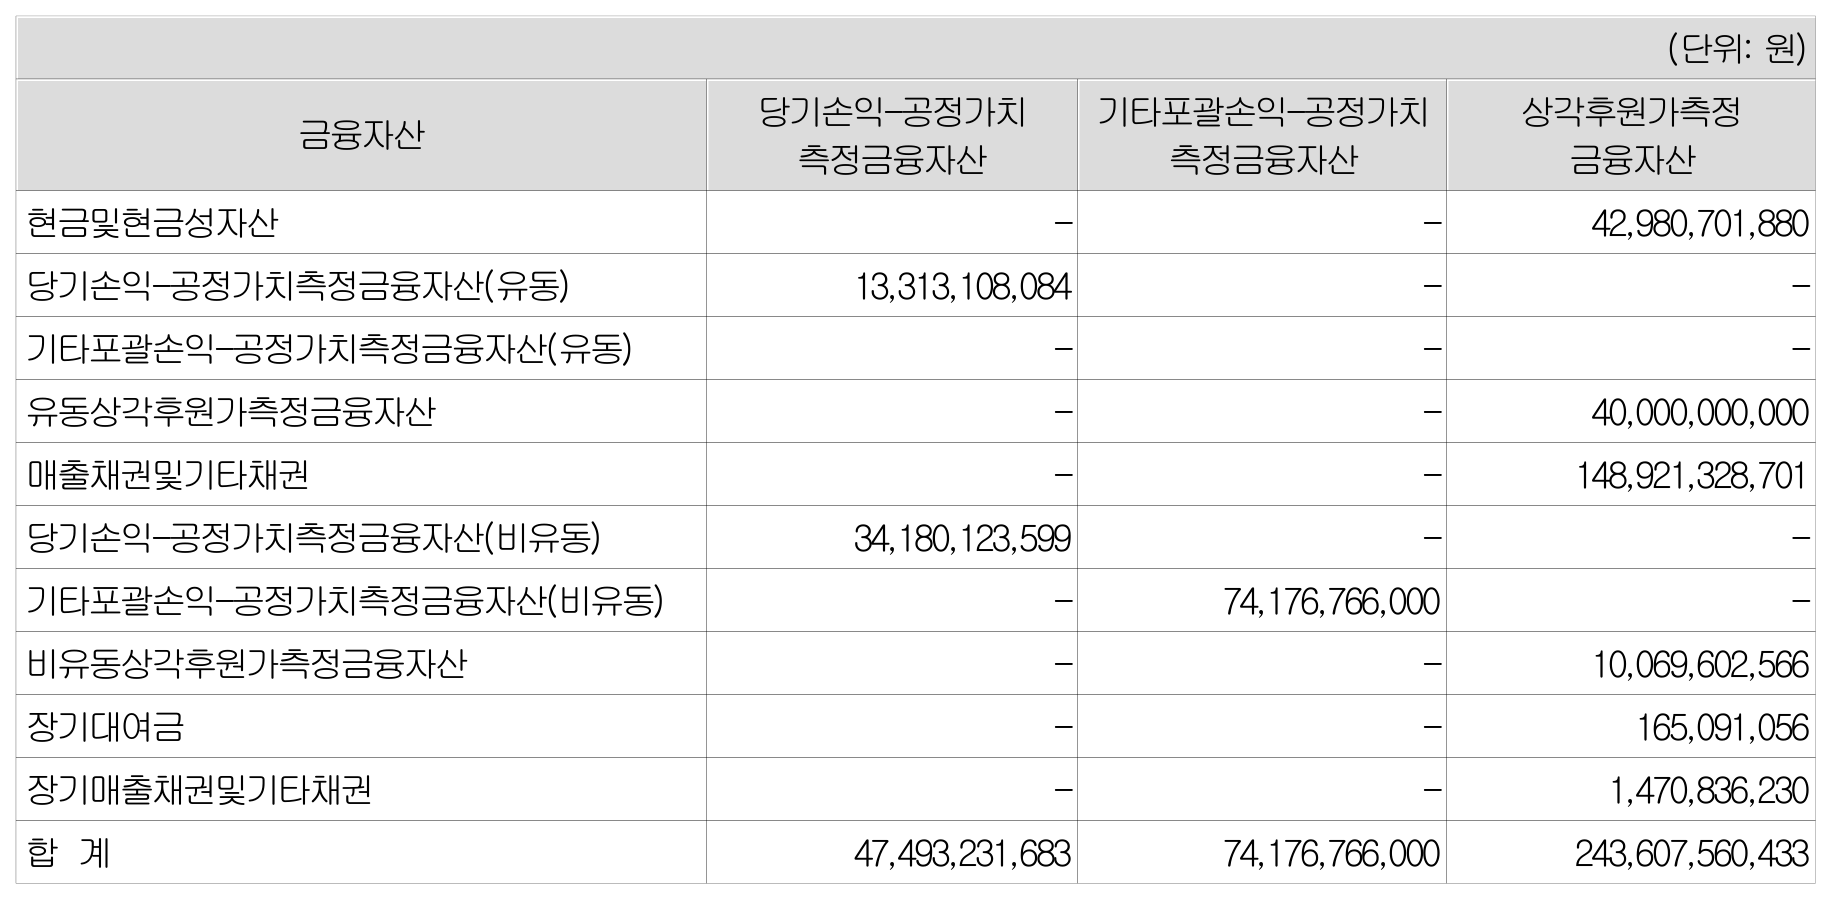 (단위: 원)
금융자산 당기손익-공정가치 측정금융자산 기타포괄손익-공정가치 측정금융자산 상각후원가측정 금융자산
현금및현금성자산 - - 42,980,701,880
당기손익-공정가치측정금융자산(유동) 13,313,108,084 - -
기타포괄손익-공정가치측정금융자산(유동) - - -
유동상각후원가측정금융자산 - - 40,000,000,000
매출채권및기타채권 - - 148,921,328,701
당기손익-공정가치측정금융자산(비유동) 34,180,123,599 - -
기타포괄손익-공정가치측정금융자산(비유동) - 74,176,766,000 -
비유동상각후원가측정금융자산 - - 10,069,602,566
장기대여금 - - 165,091,056
장기매출채권및기타채권 - - 1,470,836,230
합 계 47,493,231,683 74,176,766,000 243,607,560,433